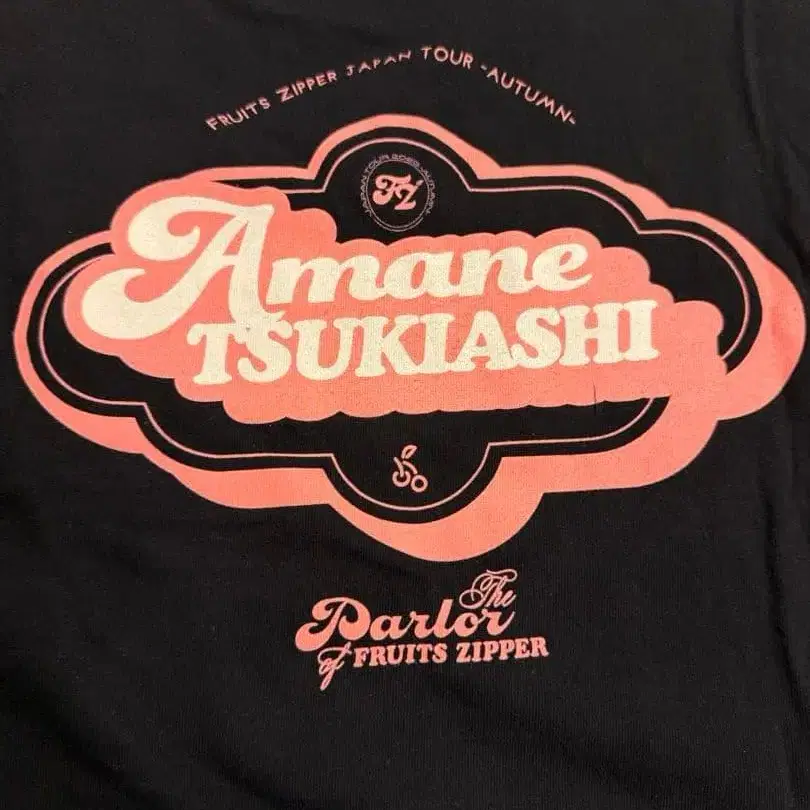 FRUITS ZIPPER JAPAN TOUR -AUTUMN-
FZ
Amane
TSUKIASHI
The
Parlor
of FRUITS ZIPPER